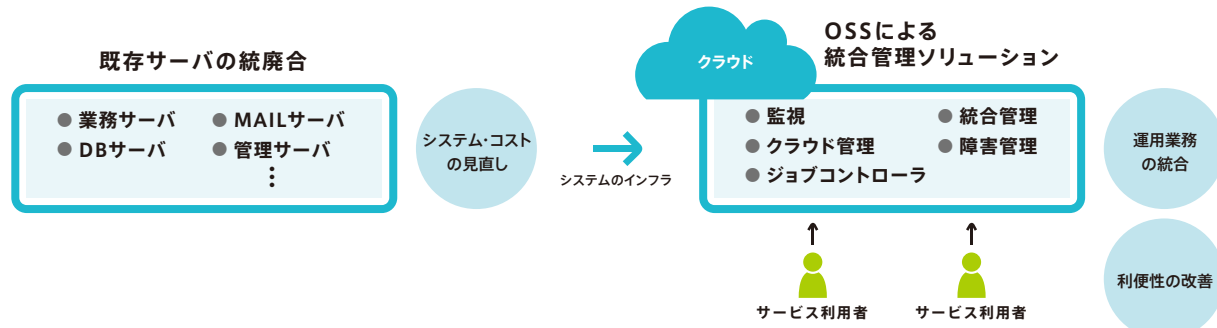 既存サーバの統廃合
● 業務サーバ ● MAILサーバ
● DBサーバ ● 管理サーバ
⋮
システム・コスト
の見直し
システムのインフラ
クラウド
OSSによる
統合管理ソリューション
● 監視 ● 統合管理
● クラウド管理 ● 障害管理
● ジョブコントローラ
運用業務
の統合
利便性の改善
サービス利用者 サービス利用者